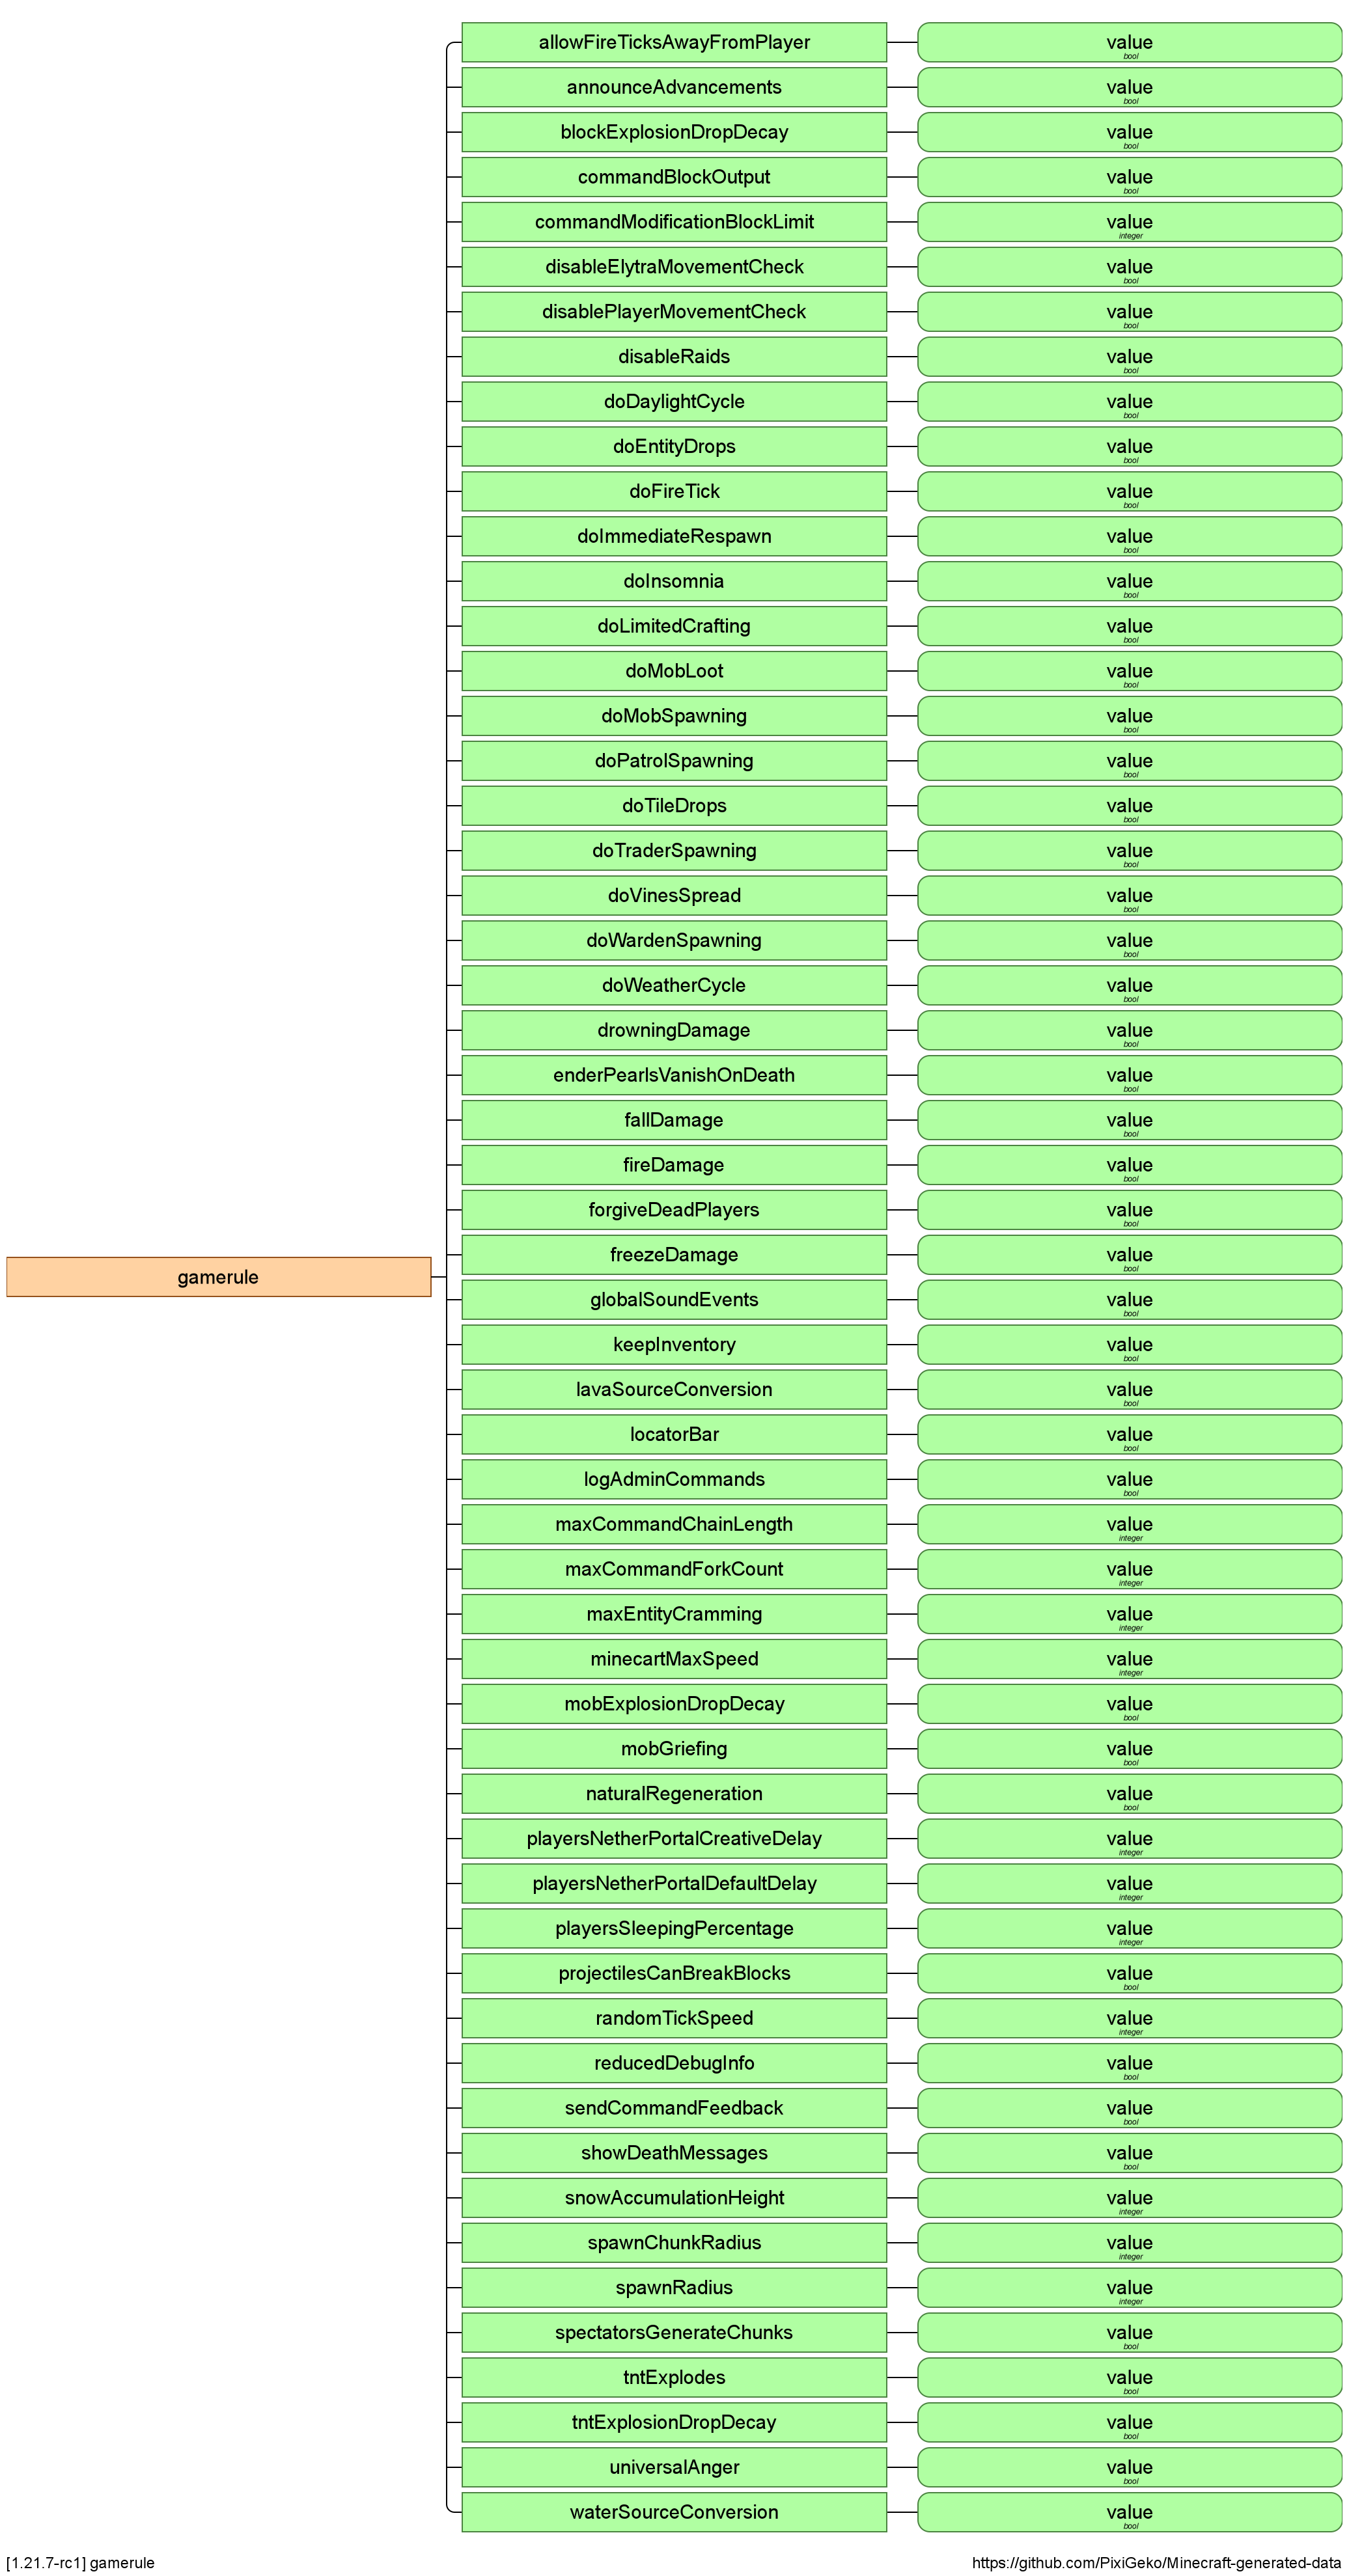 allowFireTicksAwayFromPlayer value
bool
announceAdvancements value
bool
blockExplosionDropDecay value
bool
commandBlockOutput value
bool
commandModificationBlockLimit value
integer
disableElytraMovementCheck value
bool
disablePlayerMovementCheck value
bool
disableRaids value
bool
doDaylightCycle value
bool
doEntityDrops value
bool
doFireTick value
bool
doImmediateRespawn value
bool
doInsomnia value
bool
doLimitedCrafting value
bool
doMobLoot value
bool
doMobSpawning value
bool
doPatrolSpawning value
bool
doTileDrops value
bool
doTraderSpawning value
bool
doVinesSpread value
bool
doWardenSpawning value
bool
doWeatherCycle value
bool
drowningDamage value
bool
enderPearlsVanishOnDeath value
bool
fallDamage value
bool
fireDamage value
bool
forgiveDeadPlayers value
bool
freezeDamage value
bool
gamerule
globalSoundEvents value
bool
keepInventory value
bool
lavaSourceConversion value
bool
locatorBar value
bool
logAdminCommands value
bool
maxCommandChainLength value
integer
maxCommandForkCount value
integer
maxEntityCramming value
integer
minecartMaxSpeed value
integer
mobExplosionDropDecay value
bool
mobGriefing value
bool
naturalRegeneration value
bool
playersNetherPortalCreativeDelay value
integer
playersNetherPortalDefaultDelay value
integer
playersSleepingPercentage value
integer
projectilesCanBreakBlocks value
bool
randomTickSpeed value
integer
reducedDebugInfo value
bool
sendCommandFeedback value
bool
showDeathMessages value
bool
snowAccumulationHeight value
integer
spawnChunkRadius value
integer
spawnRadius value
integer
spectatorsGenerateChunks value
bool
tntExplodes value
bool
tntExplosionDropDecay value
bool
universalAnger value
bool
waterSourceConversion value
bool
[1.21.7-rc1] gamerule https://github.com/PixiGeko/Minecraft-generated-data